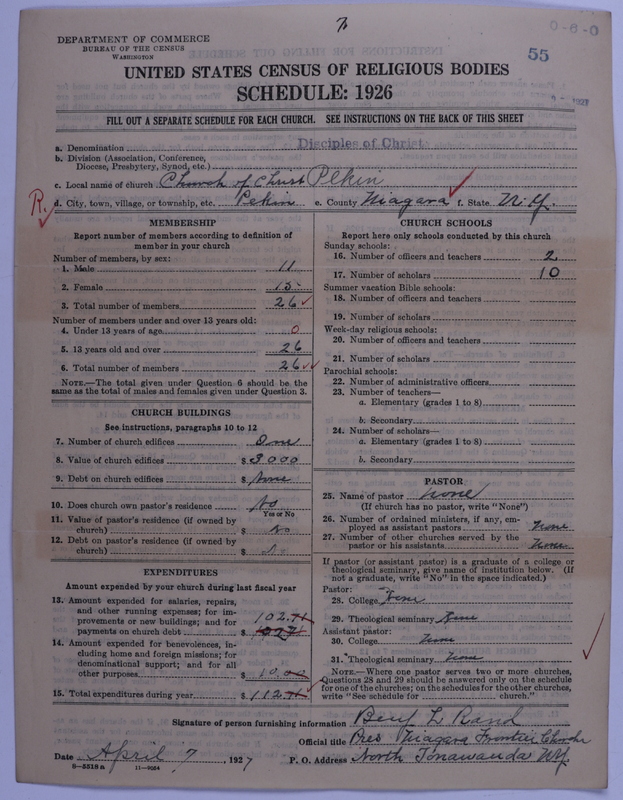 0-6-0
55
DEPARTMENT OF COMMERCE
BUREAU OF THE CENSUS
WASHINGTON
UNITED STATES CENSUS OF RELIGIOUS BODIES
SCHEDULE: 1926
FILL OUT A SEPARATE SCHEDULE FOR EACH CHURCH. SEE INSTRUCTIONS ON THE BACK OF THIS SHEET
a. Denomination Disciples of Christ
b. Division (Association, Conference,
Diocese, Presbytery, Synod, etc.)
c. Local name of church Church of Christ Pekin
R. d. City, town, village, or township, etc. Pekin e. County Niagara f. State N.Y.
MEMBERSHIP
Report number of members according to definition of
member in your church
Number of members, by sex:
1. Male 11
2. Female 15
3. Total number of members 26
Number of members under and over 13 years old:
4. Under 13 years of age 0
5. 13 years old and over 26
6. Total number of members 26
NOTE.—The total given under Question 6 should be the
same as the total of males and females given under Question 3.
CHURCH BUILDINGS
See instructions, paragraphs 10 to 12
7. Number of church edifices One
8. Value of church edifices $ 3000
9. Debt on church edifices $ None
10. Does church own pastor's residence No
Yes or No
11. Value of pastor's residence (if owned by
church) $ No
12. Debt on pastor's residence (if owned by
church) $ No
EXPENDITURES
Amount expended by your church during last fiscal year
13. Amount expended for salaries, repairs,
and other running expenses; for im-
provements or new buildings; and for
payments on church debt $ 102.71
14. Amount expended for benevolences, in-
cluding home and foreign missions; for
denominational support; and for all
other purposes $ 10.00
15. Total expenditures during year $ 112.71
CHURCH SCHOOLS
Report here only schools conducted by this church
Sunday schools:
16. Number of officers and teachers 2
17. Number of scholars 10
Summer vacation Bible schools:
18. Number of officers and teachers
19. Number of scholars
Week-day religious schools:
20. Number of officers and teachers
21. Number of scholars
Parochial schools:
22. Number of administrative officers
23. Number of teachers—
a. Elementary (grades 1 to 8)
b. Secondary
24. Number of scholars—
a. Elementary (grades 1 to 8)
b. Secondary
PASTOR
25. Name of pastor None
(If church has no pastor, write "None")
26. Number of ordained ministers, if any, em-
ployed as assistant pastors None
27. Number of other churches served by the
pastor or his assistants None
If pastor (or assistant pastor) is a graduate of a college or
theological seminary, give name of institution below. (If
not a graduate, write "No" in the space indicated.)
Pastor:
28. College None
29. Theological seminary None
Assistant pastor:
30. College None
31. Theological seminary None
NOTE.—Where one pastor serves two or more churches,
Questions 28 and 29 should be answered only on the schedule
for one of the churches; on the schedules for the other churches,
write "See schedule for church."
Signature of person furnishing information Benj L Rand
Official title Pres Niagara Frontier Churches
Date April 7, 1927 P. O. Address North Tonawanda NY.
8-5318a 11-9064